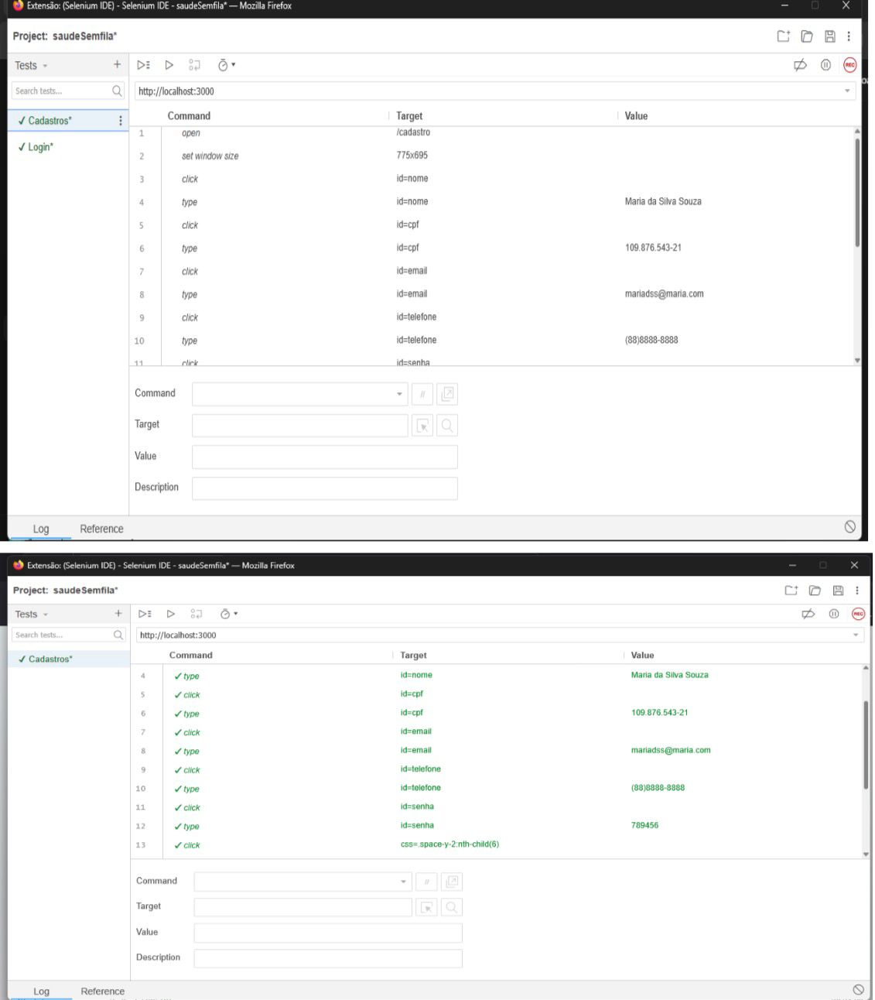 Extensão: (Selenium IDE) - Selenium IDE - saudeSemfila* — Mozilla Firefox
Project: saudeSemfila*
Tests
Search tests...
http://localhost:3000
Command Target Value
✓ Cadastros*
✓ Login*
1 open /cadastro
2 set window size 775x695
3 click id=nome
4 type id=nome Maria da Silva Souza
5 click id=cpf
6 type id=cpf 109.876.543-21
7 click id=email
8 type id=email mariadss@maria.com
9 click id=telefone
10 type id=telefone (88)8888-8888
11 click id=senha
Command
//
Target
Value
Description
Log Reference
Extensão: (Selenium IDE) - Selenium IDE - saudeSemfila* — Mozilla Firefox
Project: saudeSemfila*
Tests
REC
Search tests...
http://localhost:3000
Command Target Value
✓ Cadastros*
4 ✓ type id=nome Maria da Silva Souza
5 ✓ click id=cpf
6 ✓ type id=cpf 109.876.543-21
7 ✓ click id=email
8 ✓ type id=email mariadss@maria.com
9 ✓ click id=telefone
10 ✓ type id=telefone (88)8888-8888
11 ✓ click id=senha
12 ✓ type id=senha 789456
13 ✓ click css=.space-y-2:nth-child(6)
Command
//
Target
Value
Description
Log Reference